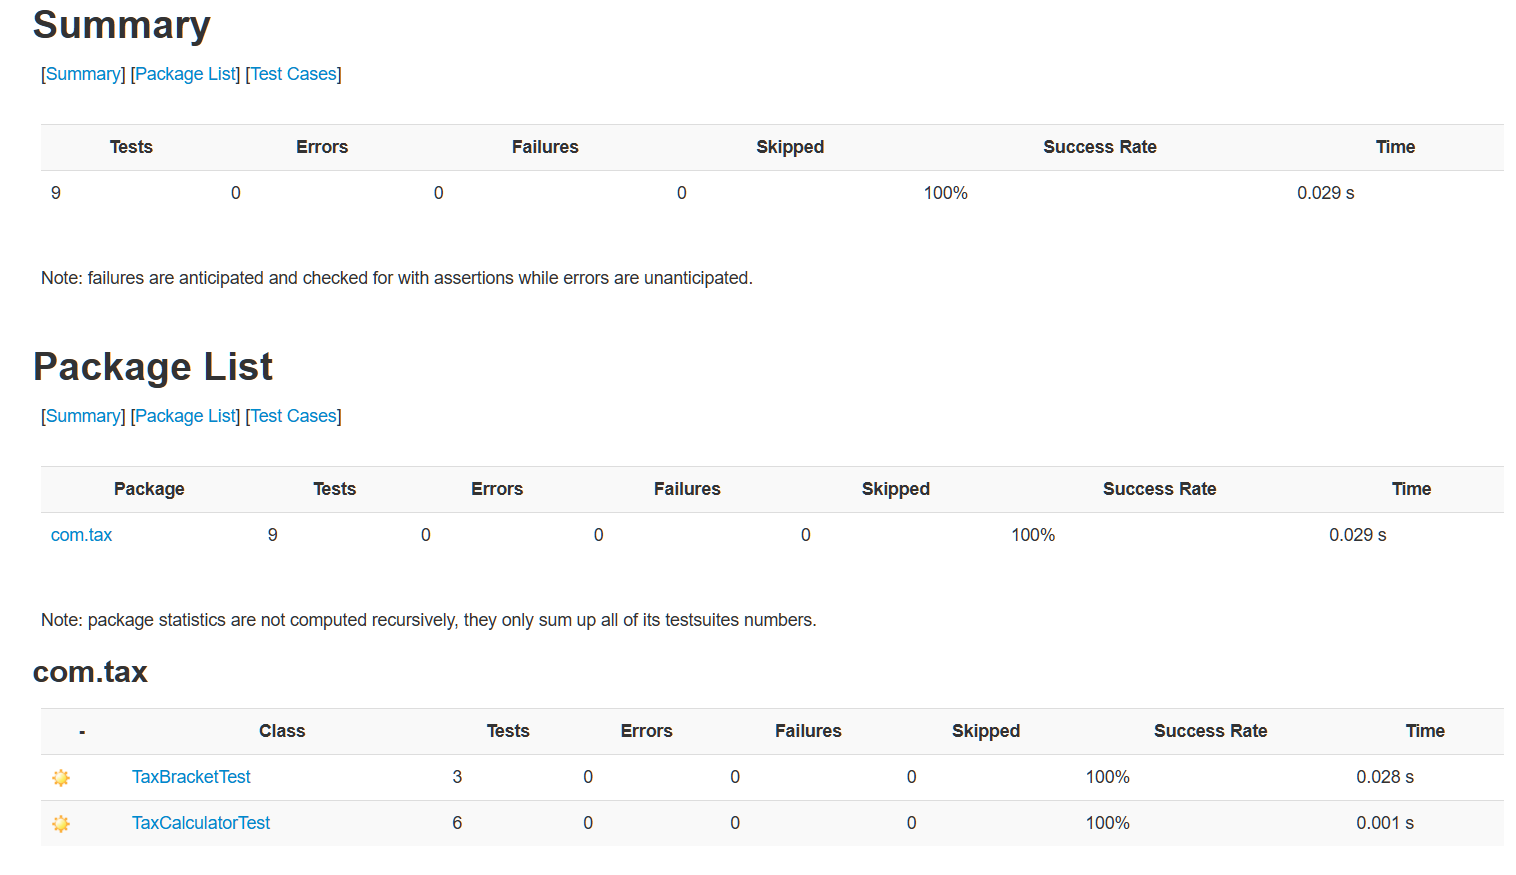 Summary
[Summary] [Package List] [Test Cases]
Tests Errors Failures Skipped Success Rate Time
9 0 0 0 100% 0.029 s
Note: failures are anticipated and checked for with assertions while errors are unanticipated.
Package List
[Summary] [Package List] [Test Cases]
Package Tests Errors Failures Skipped Success Rate Time
com.tax 9 0 0 0 100% 0.029 s
Note: package statistics are not computed recursively, they only sum up all of its testsuites numbers.
com.tax
- Class Tests Errors Failures Skipped Success Rate Time
TaxBracketTest 3 0 0 0 100% 0.028 s
TaxCalculatorTest 6 0 0 0 100% 0.001 s